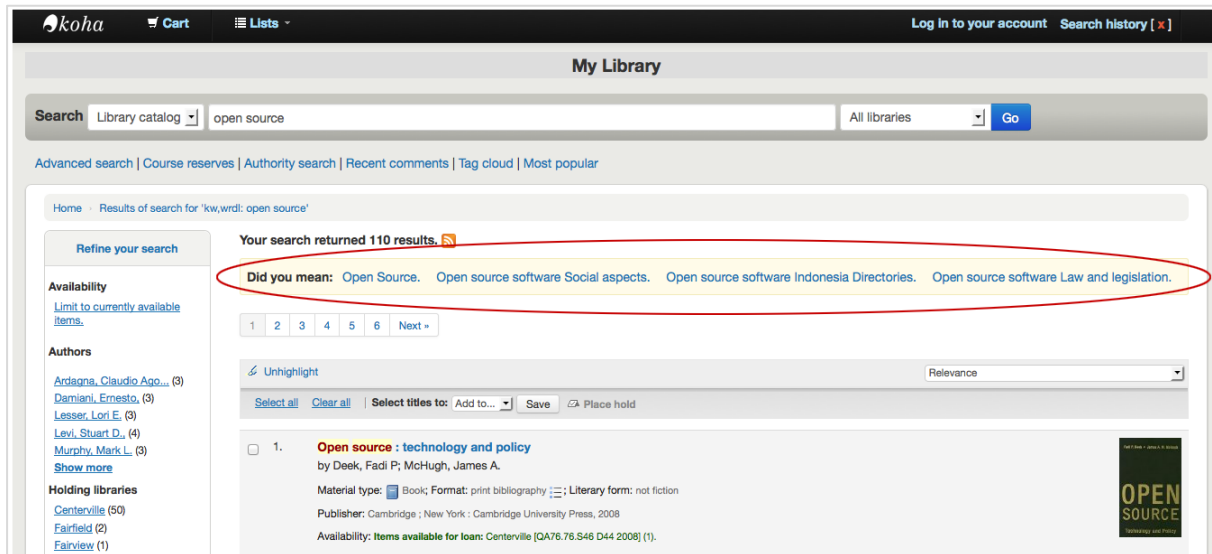 koha Cart Lists Log in to your account Search history [ x ]
My Library
Search Library catalog open source All libraries Go
Advanced search | Course reserves | Authority search | Recent comments | Tag cloud | Most popular
Home › Results of search for 'kw,wrdl: open source'
Refine your search
Availability
Limit to currently available
items.
Authors
Ardagna, Claudio Ago... (3)
Damiani, Ernesto, (3)
Lesser, Lori E. (3)
Levi, Stuart D., (4)
Murphy, Mark L. (3)
Show more
Holding libraries
Centerville (50)
Fairfield (2)
Fairview (1)
Your search returned 110 results.
Did you mean: Open Source. Open source software Social aspects. Open source software Indonesia Directories. Open source software Law and legislation.
1 2 3 4 5 6 Next »
Unhighlight Relevance
Select all Clear all | Select titles to: Add to... Save Place hold
1. Open source : technology and policy
by Deek, Fadi P; McHugh, James A.
Material type: Book; Format: print bibliography ; Literary form: not fiction
Publisher: Cambridge ; New York : Cambridge University Press, 2008
Availability: Items available for loan: Centerville [QA76.76.S46 D44 2008] (1).
OPEN
SOURCE
Technology and Policy